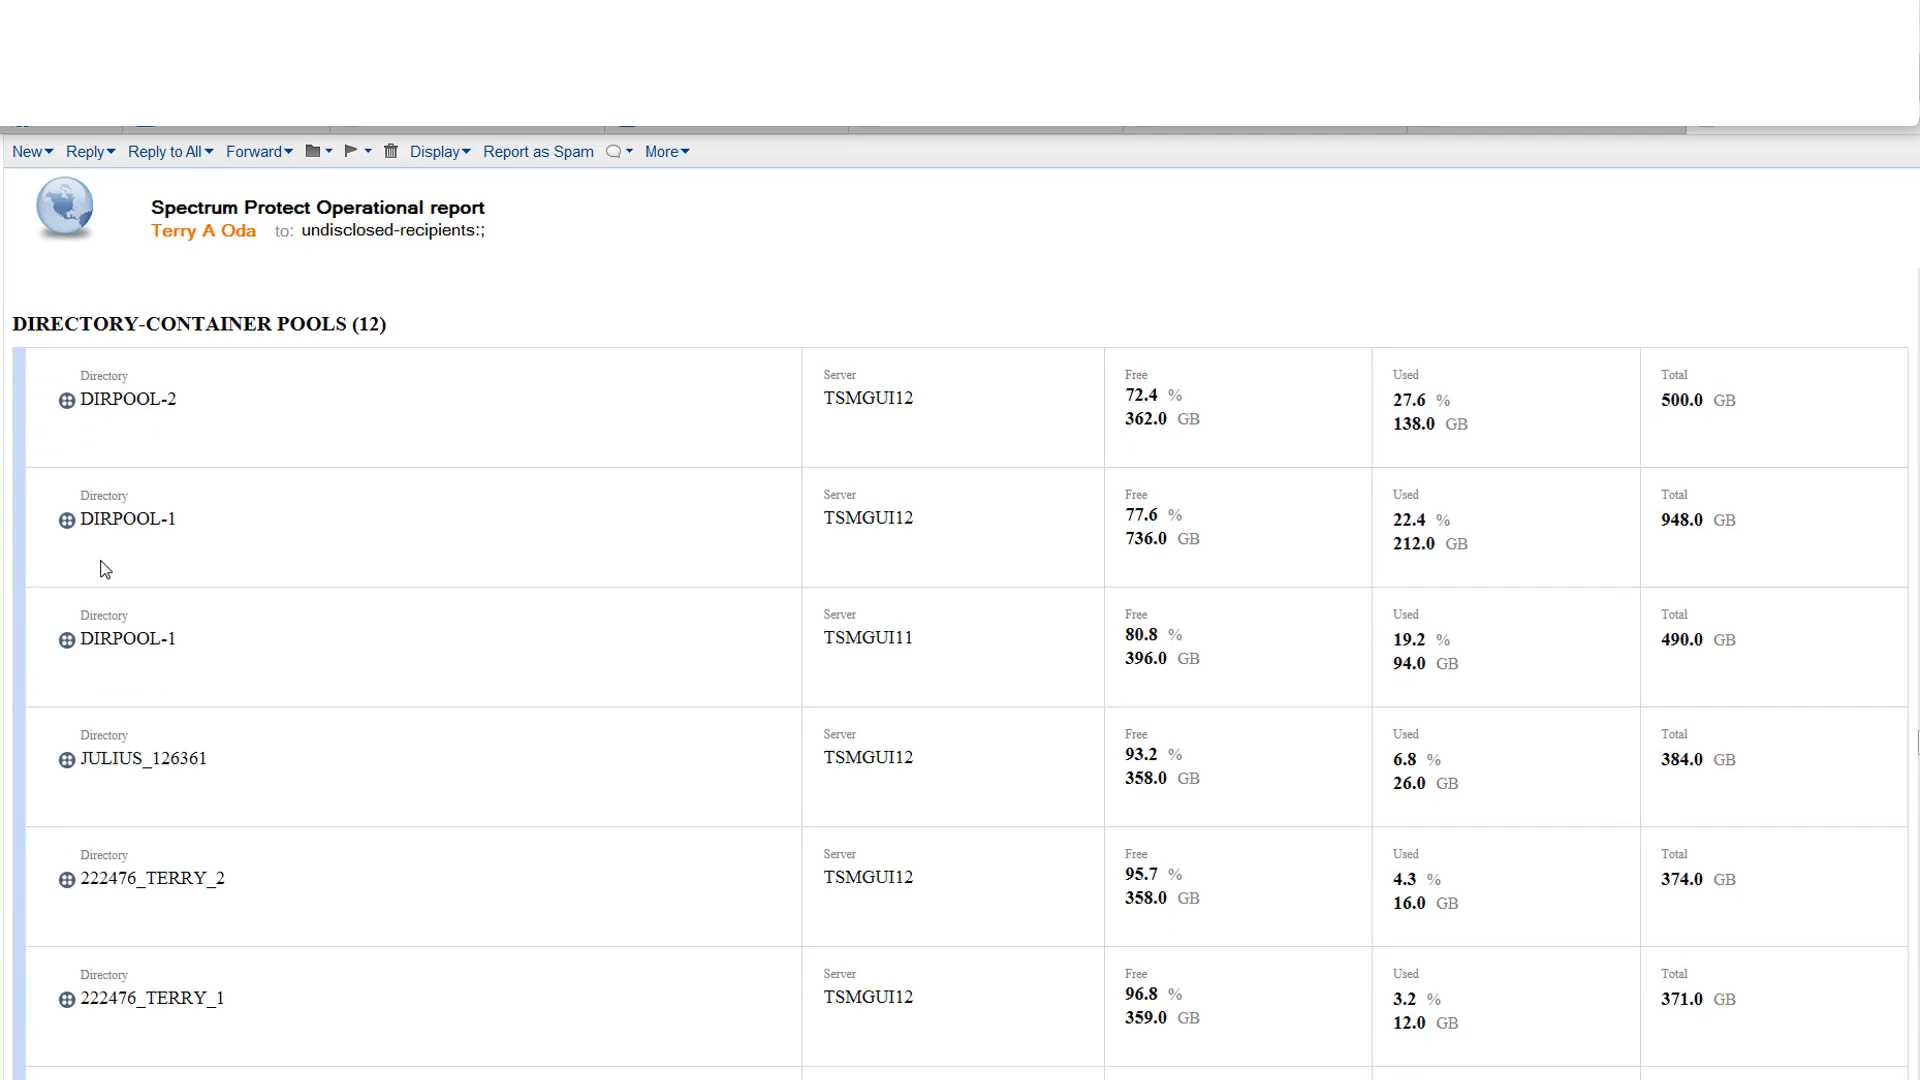 New Reply Reply to All Forward Display Report as Spam More
Spectrum Protect Operational report
Terry A Oda to: undisclosed-recipients:;
DIRECTORY-CONTAINER POOLS (12)
Directory Server Free Used Total
DIRPOOL-2 TSMGUI12 72.4 % 27.6 % 500.0 GB
362.0 GB 138.0 GB
Directory Server Free Used Total
DIRPOOL-1 TSMGUI12 77.6 % 22.4 % 948.0 GB
736.0 GB 212.0 GB
Directory Server Free Used Total
DIRPOOL-1 TSMGUI11 80.8 % 19.2 % 490.0 GB
396.0 GB 94.0 GB
Directory Server Free Used Total
JULIUS_126361 TSMGUI12 93.2 % 6.8 % 384.0 GB
358.0 GB 26.0 GB
Directory Server Free Used Total
222476_TERRY_2 TSMGUI12 95.7 % 4.3 % 374.0 GB
358.0 GB 16.0 GB
Directory Server Free Used Total
222476_TERRY_1 TSMGUI12 96.8 % 3.2 % 371.0 GB
359.0 GB 12.0 GB